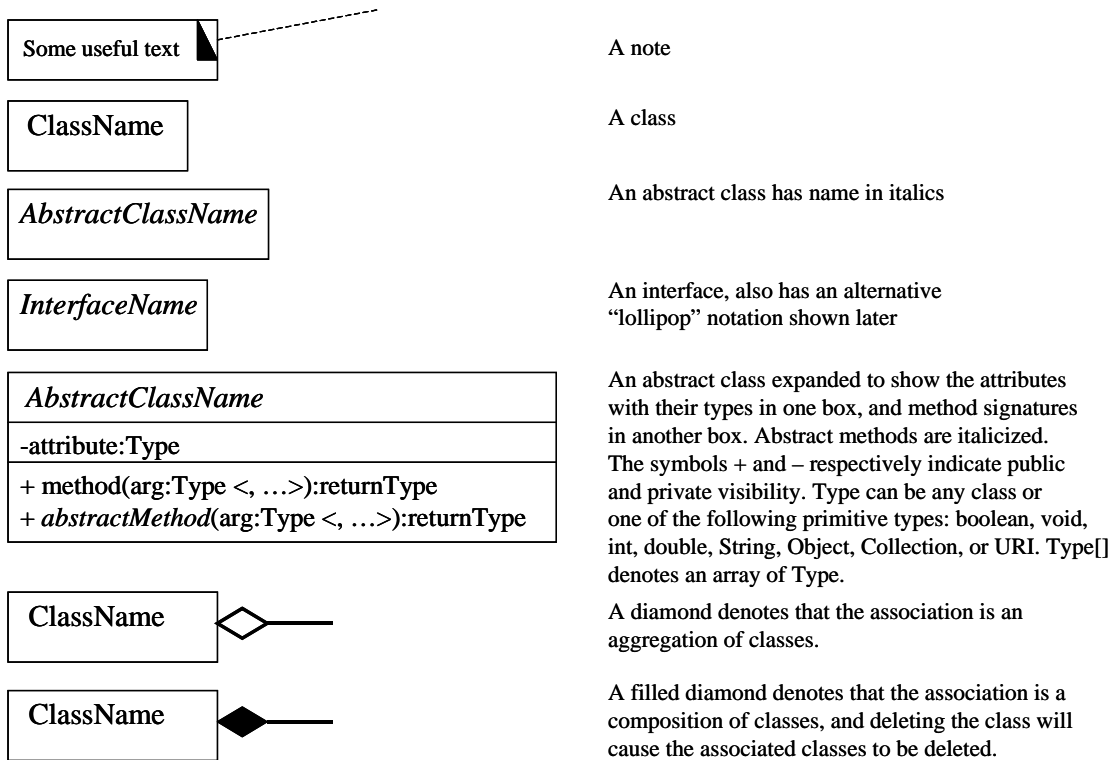 Some useful text
A note
ClassName
A class
AbstractClassName
An abstract class has name in italics
InterfaceName
An interface, also has an alternative
“lollipop” notation shown later
AbstractClassName
-attribute:Type
+ method(arg:Type <, …>):returnType
+ abstractMethod(arg:Type <, …>):returnType
An abstract class expanded to show the attributes
with their types in one box, and method signatures
in another box. Abstract methods are italicized.
The symbols + and – respectively indicate public
and private visibility. Type can be any class or
one of the following primitive types: boolean, void,
int, double, String, Object, Collection, or URI. Type[]
denotes an array of Type.
ClassName
A diamond denotes that the association is an
aggregation of classes.
ClassName
A filled diamond denotes that the association is a
composition of classes, and deleting the class will
cause the associated classes to be deleted.